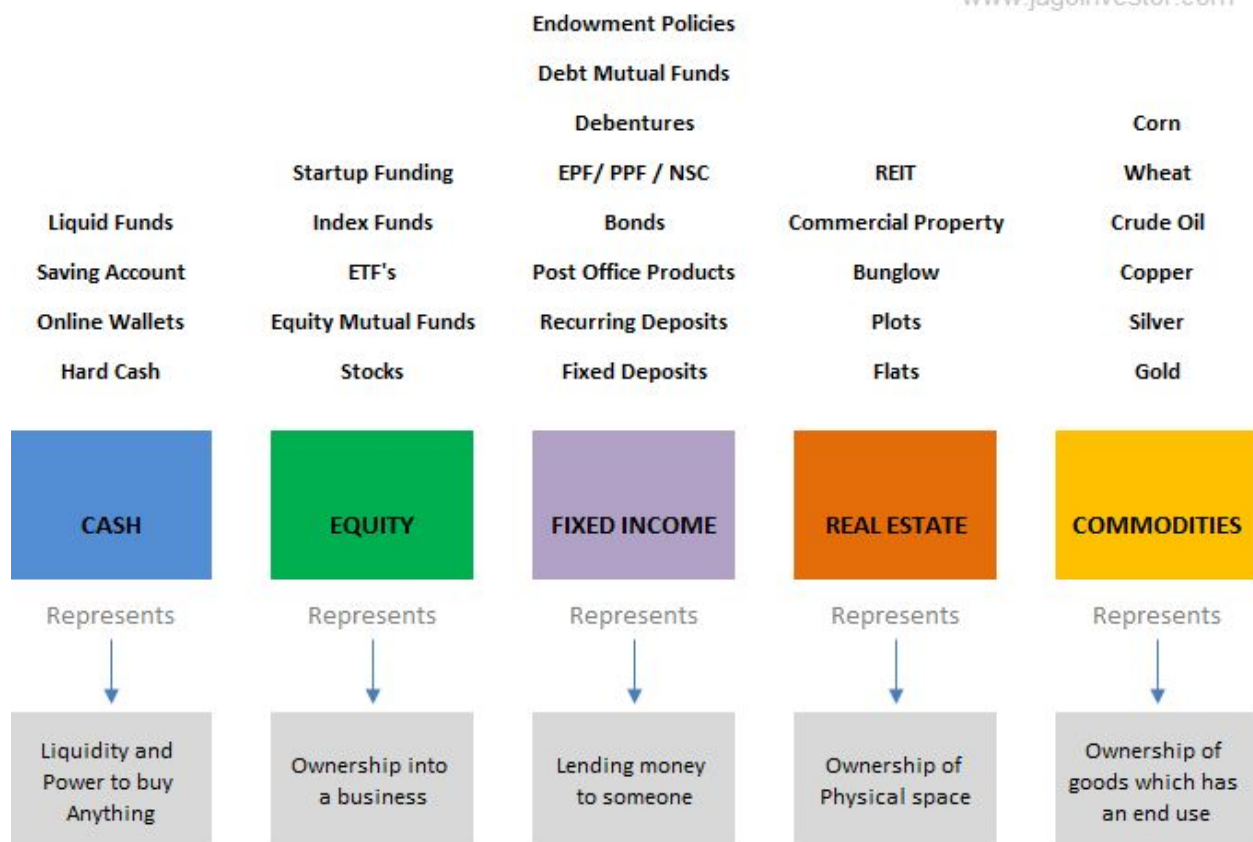 www.jagoinvestor.com
Endowment Policies
Debt Mutual Funds
Debentures
Corn
Startup Funding
EPF/ PPF / NSC
REIT
Wheat
Liquid Funds
Index Funds
Bonds
Commercial Property
Crude Oil
Saving Account
ETF's
Post Office Products
Bunglow
Copper
Online Wallets
Equity Mutual Funds
Recurring Deposits
Plots
Silver
Hard Cash
Stocks
Fixed Deposits
Flats
Gold
CASH
EQUITY
FIXED INCOME
REAL ESTATE
COMMODITIES
Represents
Represents
Represents
Represents
Represents
Liquidity and
Power to buy
Anything
Ownership into
a business
Lending money
to someone
Ownership of
Physical space
Ownership of
goods which has
an end use